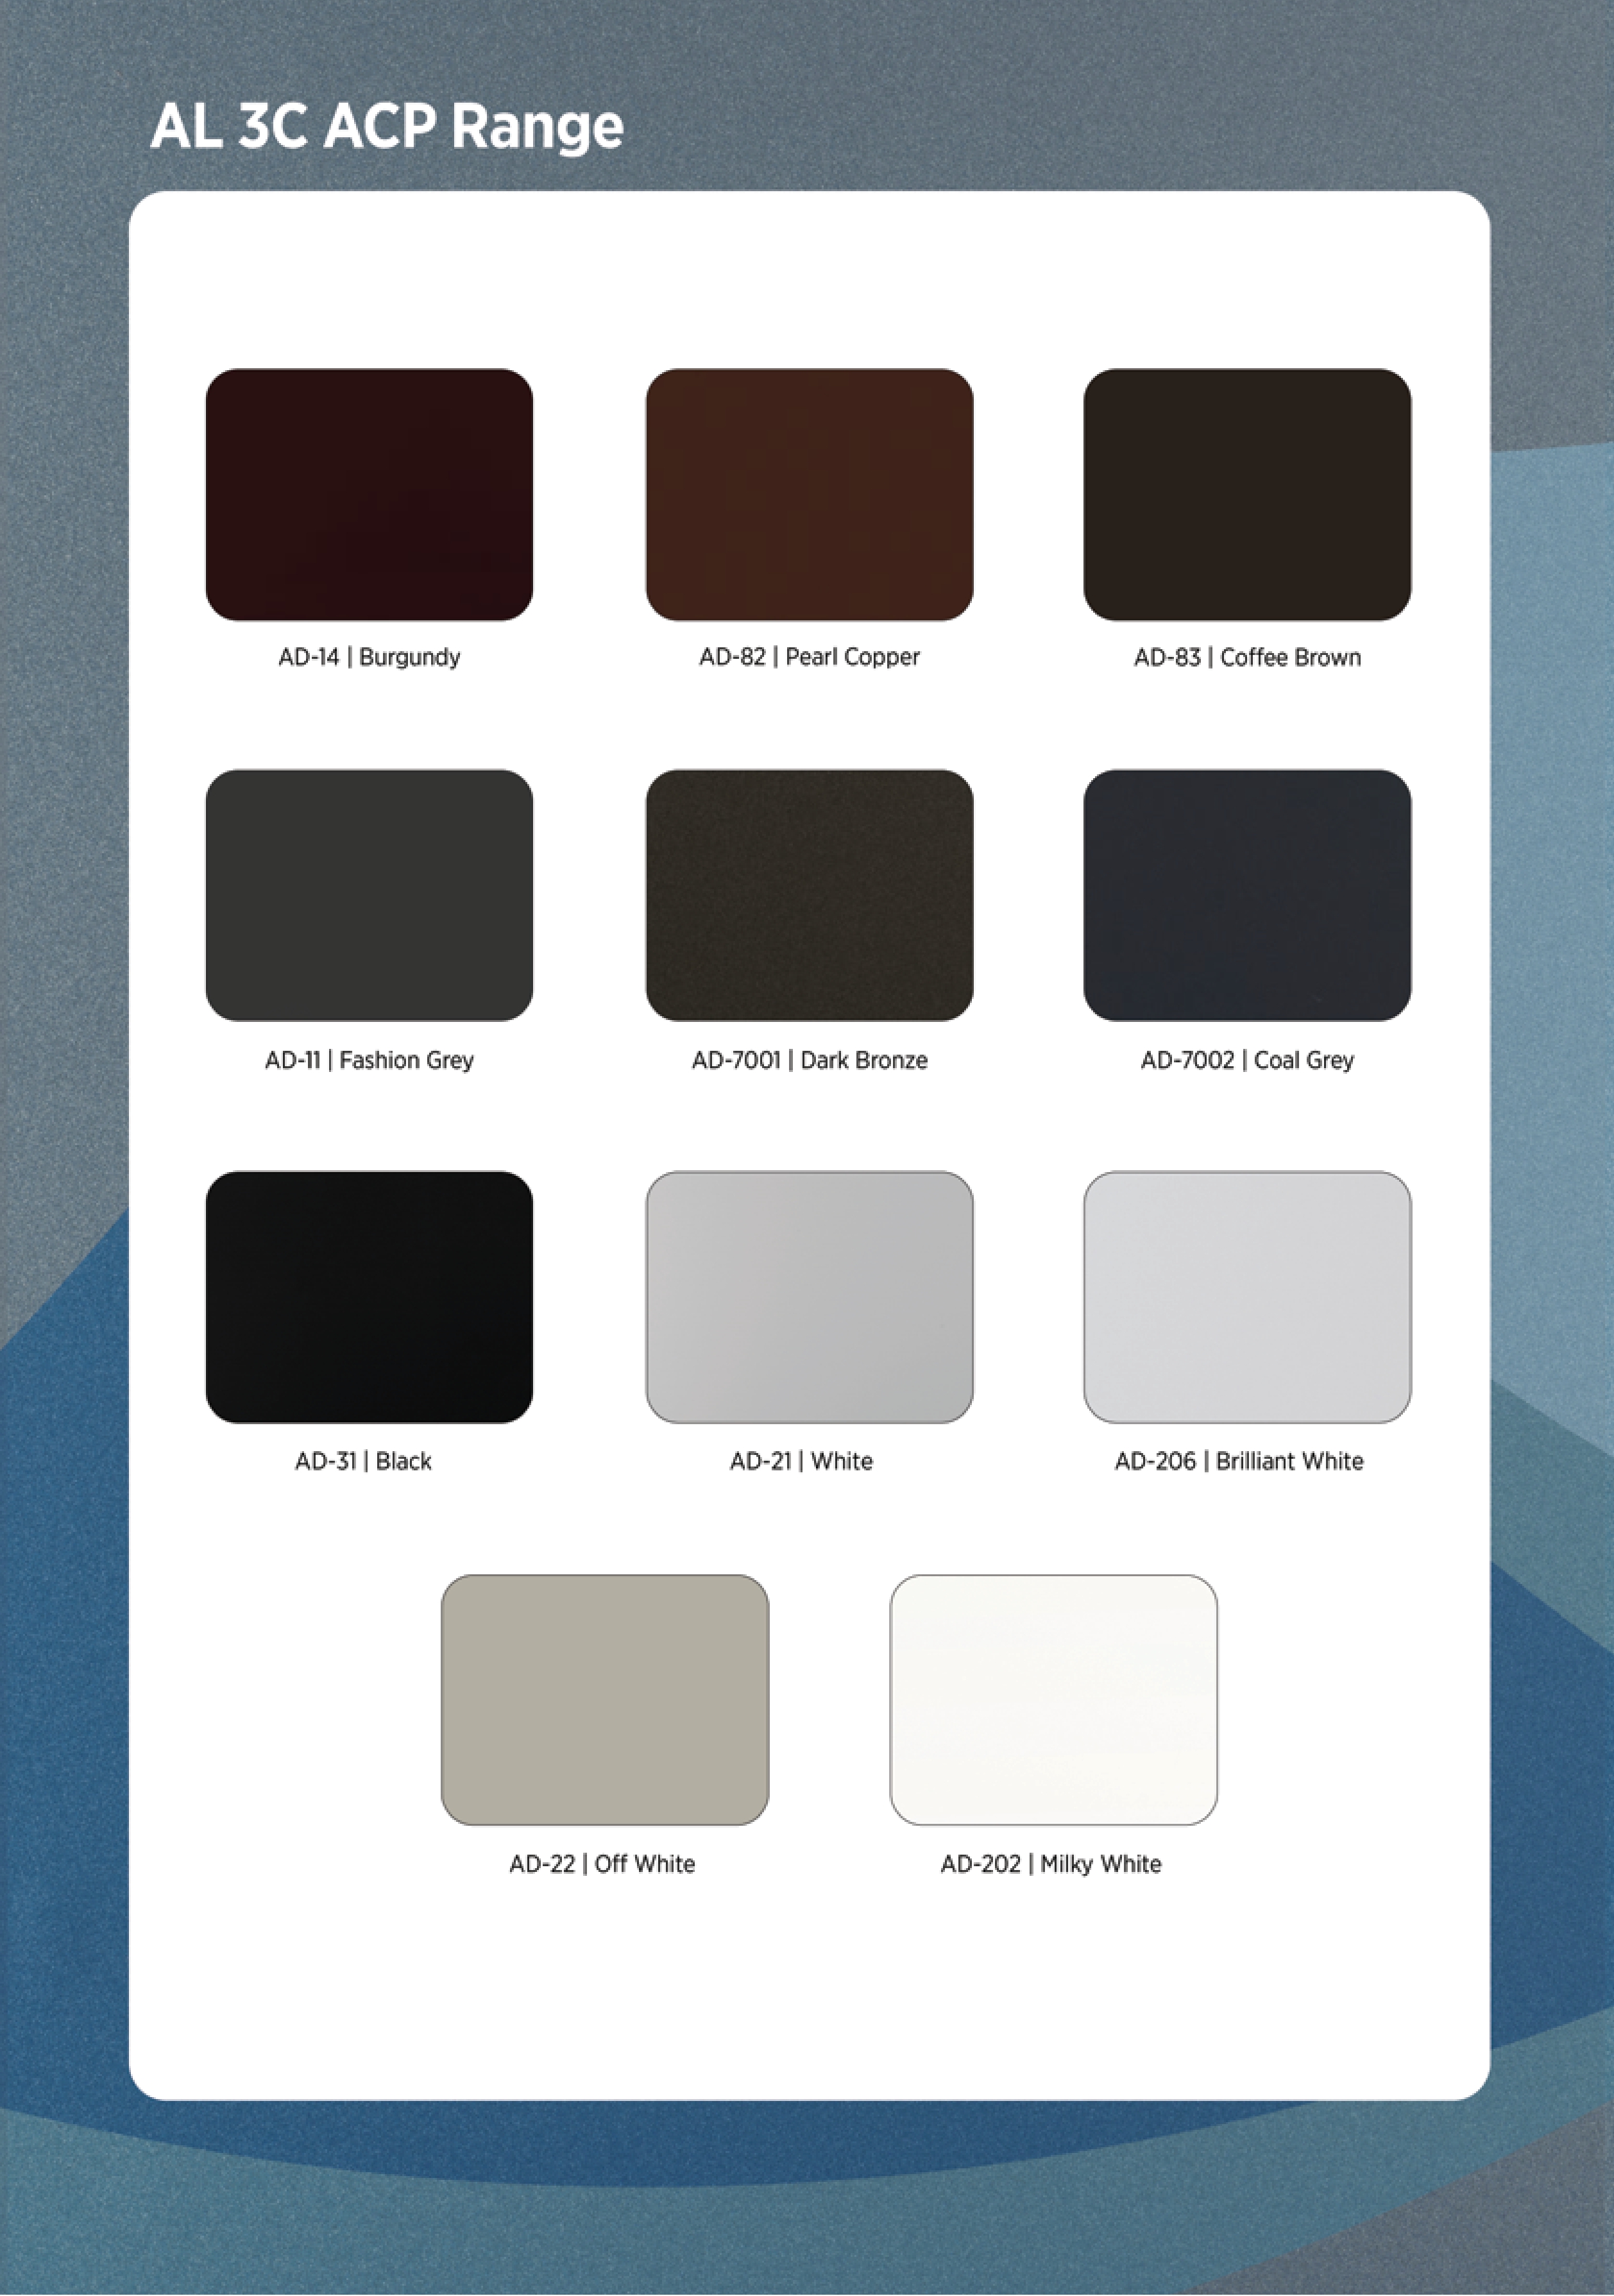 AL 3C ACP Range
AD-14 | Burgundy
AD-82 | Pearl Copper
AD-83 | Coffee Brown
AD-11 | Fashion Grey
AD-7001 | Dark Bronze
AD-7002 | Coal Grey
AD-31 | Black
AD-21 | White
AD-206 | Brilliant White
AD-22 | Off White
AD-202 | Milky White